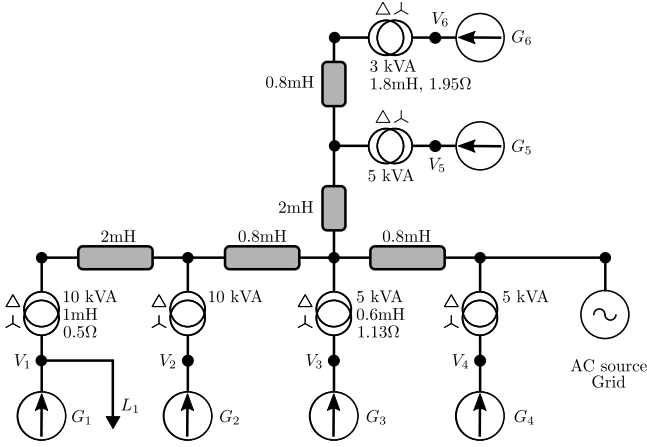 V6
G6
3 kVA
1.8mH, 1.95Ω
0.8mH
G5
V5
5 kVA
2mH
2mH
0.8mH
0.8mH
10 kVA
1mH
0.5Ω
10 kVA
5 kVA
0.6mH
1.13Ω
5 kVA
V1
V2
V3
V4
AC source
Grid
L1
G1
G2
G3
G4